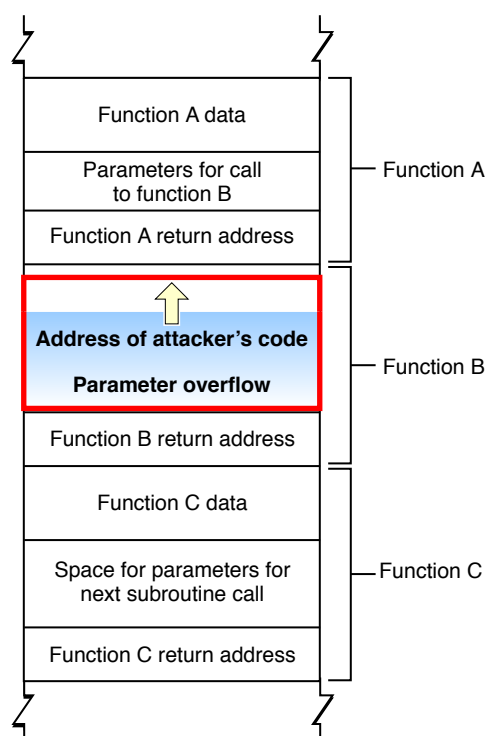 Function A data
Parameters for call
to function B
Function A
Function A return address
Address of attacker's code
Parameter overflow
Function B
Function B return address
Function C data
Space for parameters for
next subroutine call
Function C
Function C return address